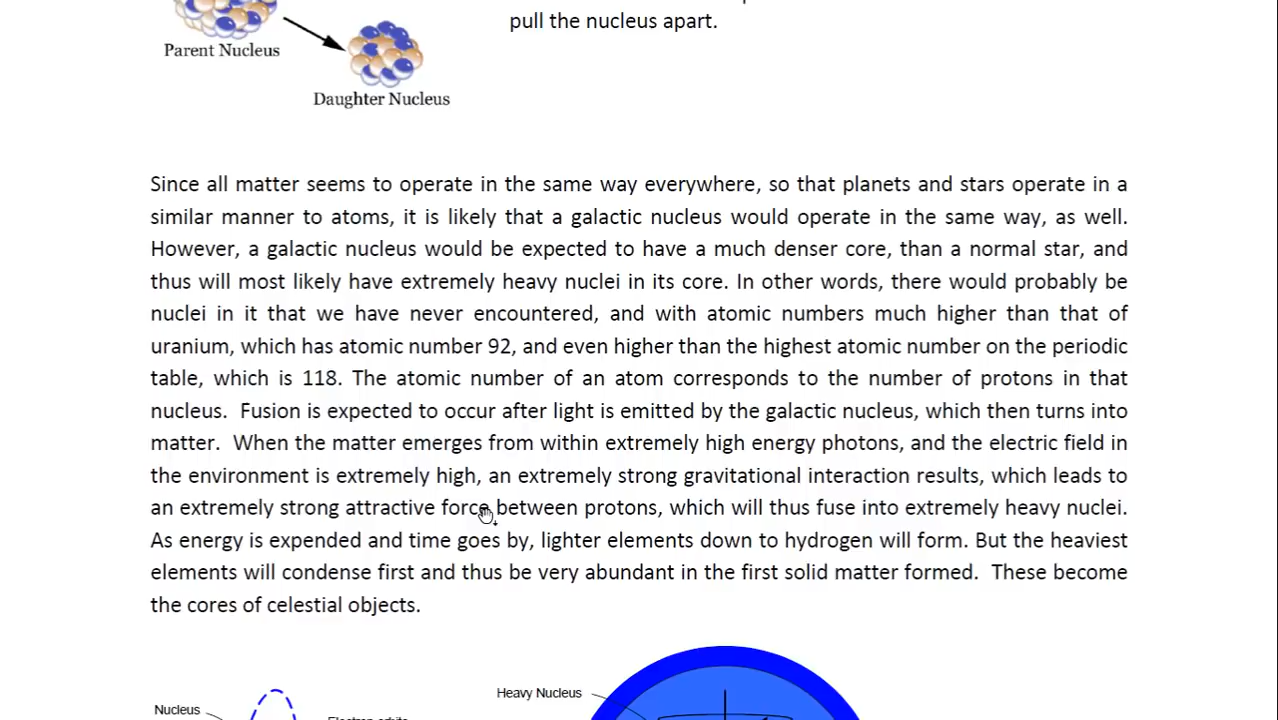 pull the nucleus apart.
Parent Nucleus
Daughter Nucleus
Since all matter seems to operate in the same way everywhere, so that planets and stars operate in a
similar manner to atoms, it is likely that a galactic nucleus would operate in the same way, as well.
However, a galactic nucleus would be expected to have a much denser core, than a normal star, and
thus will most likely have extremely heavy nuclei in its core. In other words, there would probably be
nuclei in it that we have never encountered, and with atomic numbers much higher than that of
uranium, which has atomic number 92, and even higher than the highest atomic number on the periodic
table, which is 118. The atomic number of an atom corresponds to the number of protons in that
nucleus. Fusion is expected to occur after light is emitted by the galactic nucleus, which then turns into
matter. When the matter emerges from within extremely high energy photons, and the electric field in
the environment is extremely high, an extremely strong gravitational interaction results, which leads to
an extremely strong attractive force between protons, which will thus fuse into extremely heavy nuclei.
As energy is expended and time goes by, lighter elements down to hydrogen will form. But the heaviest
elements will condense first and thus be very abundant in the first solid matter formed. These become
the cores of celestial objects.
Heavy Nucleus
Nucleus